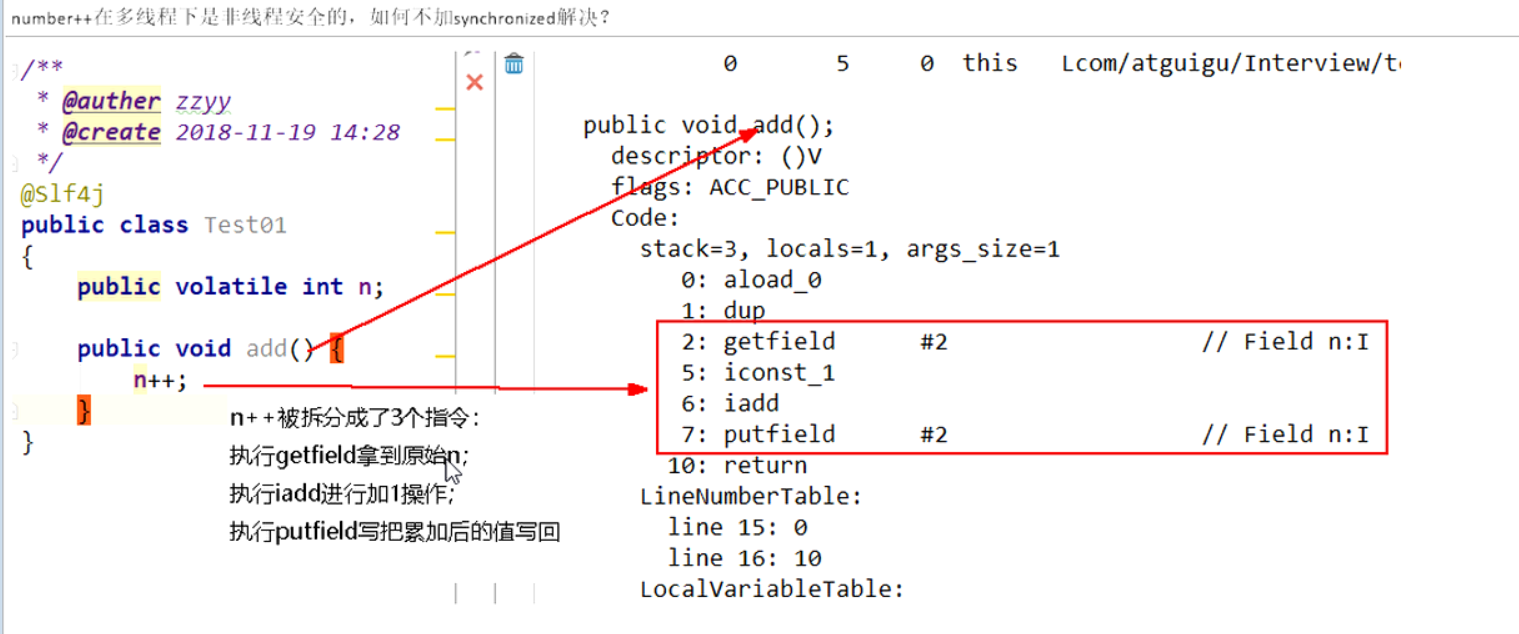 number++在多线程下是非线程安全的，如何不加synchronized解决？
/**
* @auther zzyy
* @create 2018-11-19 14:28
*/
@Slf4j
public class Test01
{
public volatile int n;
public void add() {
n++;
}
}
n++被拆分成了3个指令：
执行getfield拿到原始n；
执行iadd进行加1操作；
执行putfield写把累加后的值写回
0 5 0 this Lcom/atguigu/Interview/t
public void add();
descriptor: ()V
flags: ACC_PUBLIC
Code:
stack=3, locals=1, args_size=1
0: aload_0
1: dup
2: getfield #2 // Field n:I
5: iconst_1
6: iadd
7: putfield #2 // Field n:I
10: return
LineNumberTable:
line 15: 0
line 16: 10
LocalVariableTable: